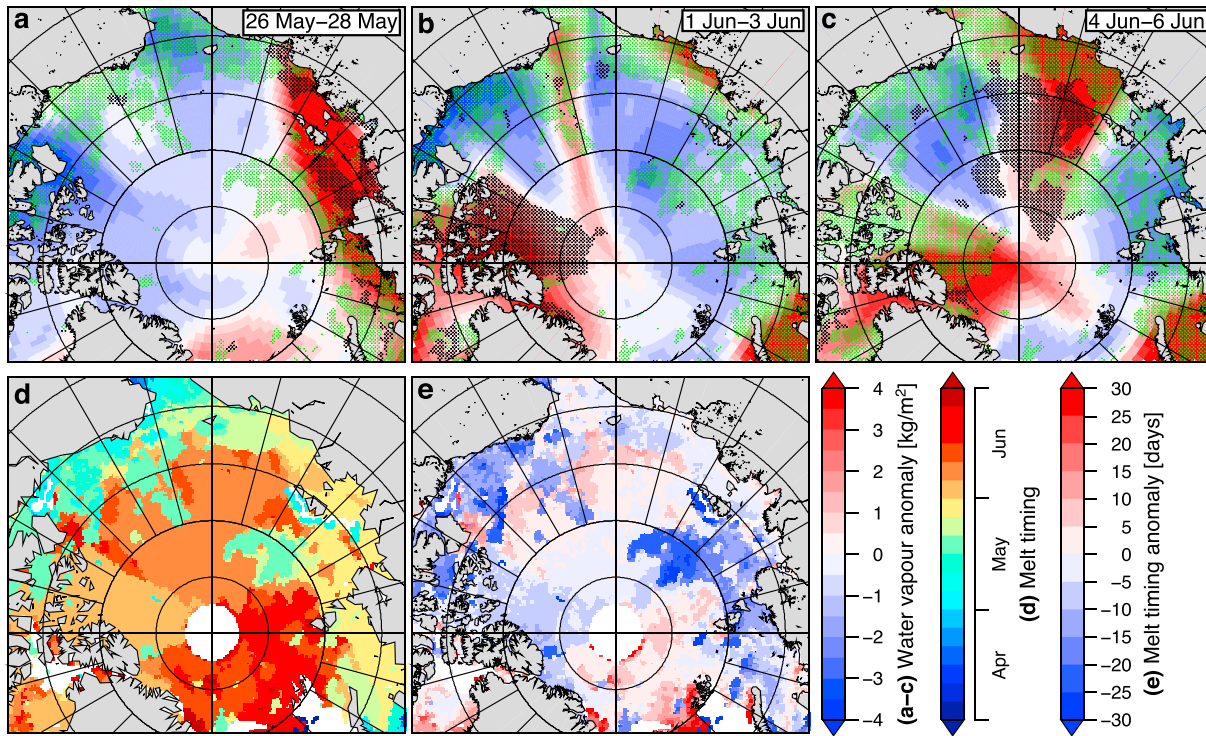 a
26 May–28 May
b
1 Jun–3 Jun
c
4 Jun–6 Jun
d
e
4
3
2
1
0
−1
−2
−3
−4
(a–c) Water vapour anomaly [kg/m²]
Jun
May
Apr
(d) Melt timing
30
25
20
15
10
5
0
−5
−10
−15
−20
−25
−30
(e) Melt timing anomaly [days]